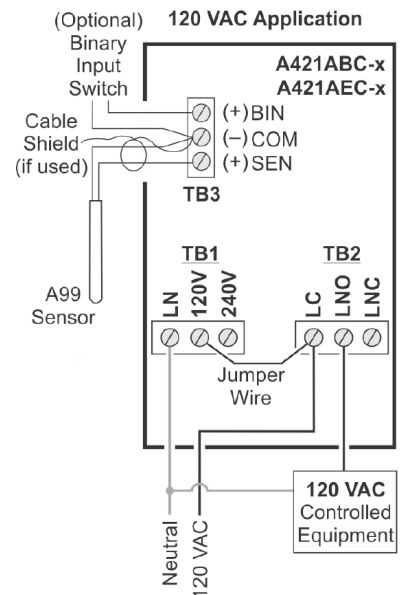 120 VAC Application
(Optional)
Binary
Input
Switch
A421ABC-x
A421AEC-x
Cable
Shield
(if used)
(+) BIN
(–) COM
(+) SEN
TB3
A99
Sensor
TB1
TB2
LN
120V
240V
LC
LNO
LNC
Jumper
Wire
120 VAC
Controlled
Equipment
Neutral
120 VAC